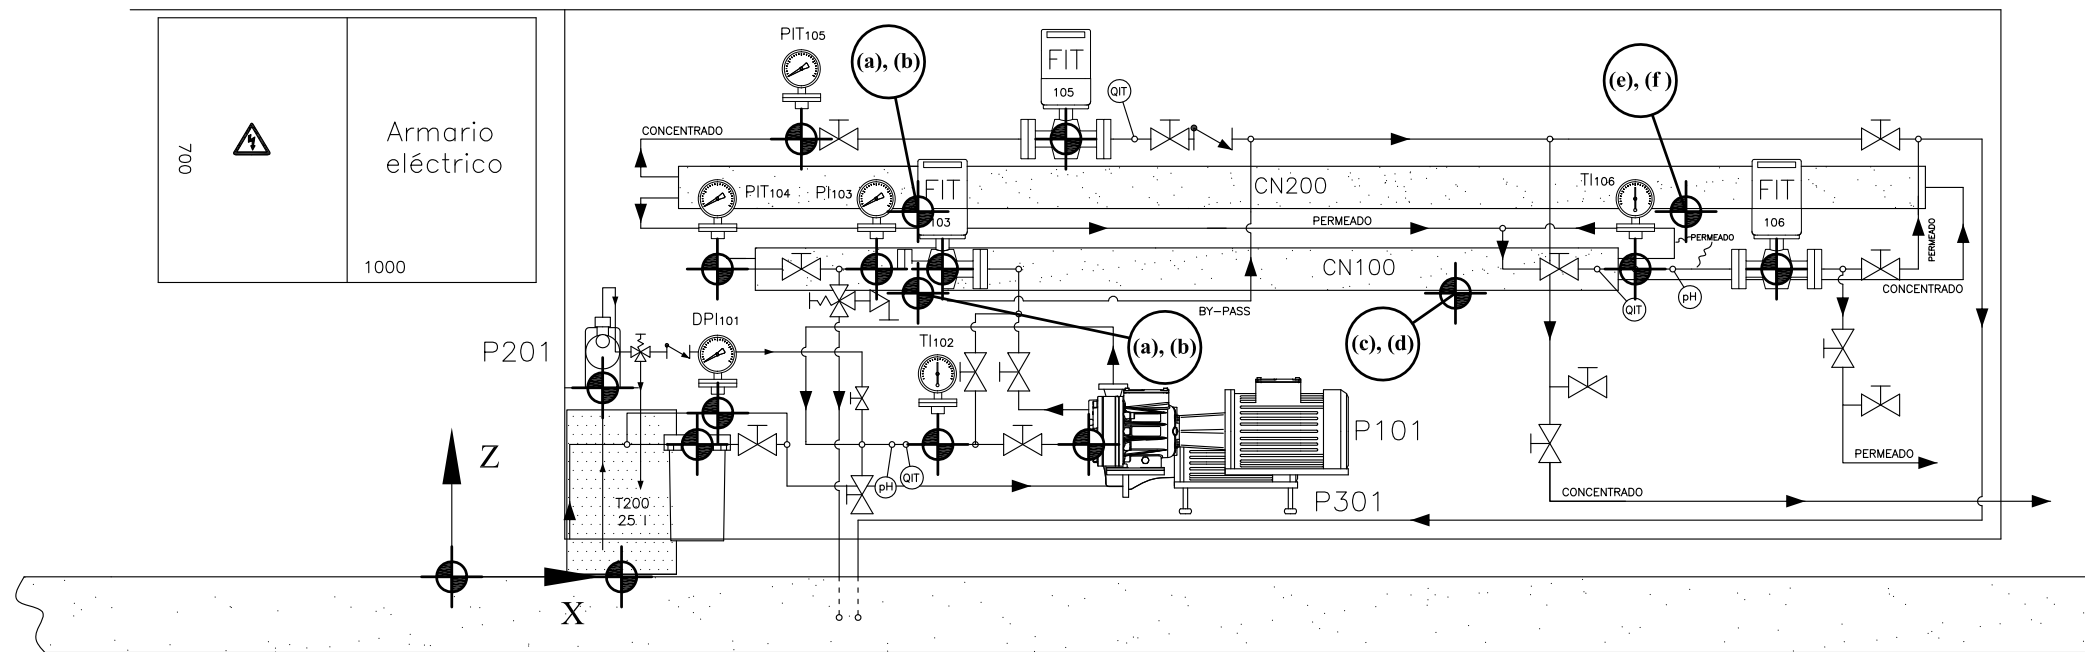 700
Armario
eléctrico
1000
PIT105
(a), (b)
FIT
105
QIT
(e), (f )
CONCENTRADO
PIT104
PI103
FIT
103
CN200
TI106
FIT
106
PERMEADO
PERMEADO
PERMEADO
CN100
QIT
pH
CONCENTRADO
BY-PASS
P201
DPI101
TI102
(a), (b)
(c), (d)
P101
Z
pH
QIT
T200
25 l
P301
PERMEADO
CONCENTRADO
X